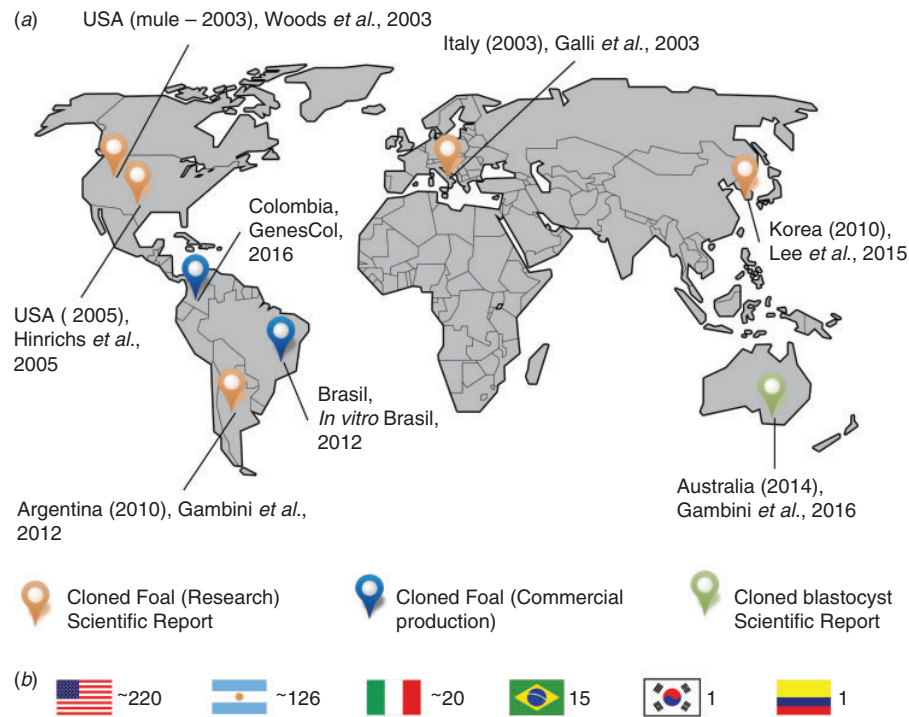 (a)
USA (mule – 2003), Woods et al., 2003
Italy (2003), Galli et al., 2003
Colombia,
GenesCol,
2016
Korea (2010),
Lee et al., 2015
USA ( 2005),
Hinrichs et al.,
2005
Brasil,
In vitro Brasil,
2012
Argentina (2010), Gambini et al.,
2012
Australia (2014),
Gambini et al., 2016
Cloned Foal (Research)
Scientific Report
Cloned Foal (Commercial
production)
Cloned blastocyst
Scientific Report
(b)
~220 ~126 ~20 15 1 1